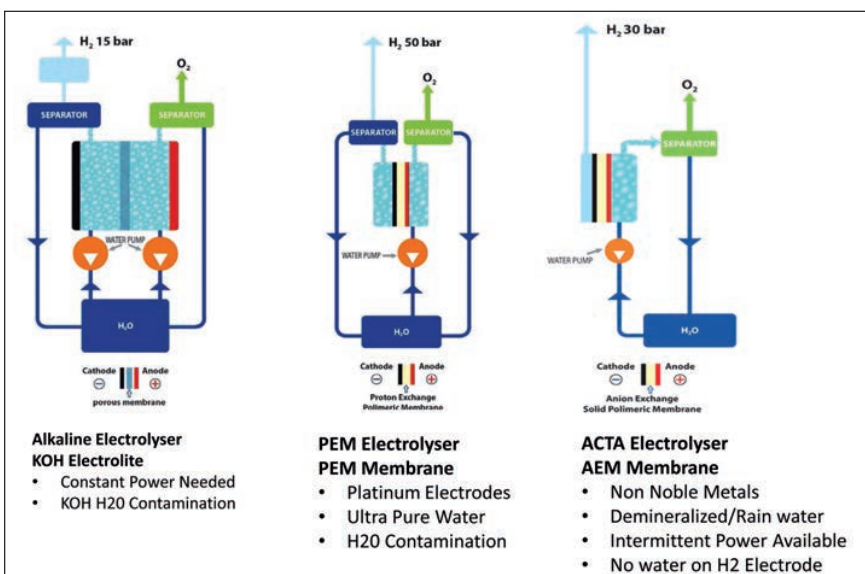 H₂ 15 bar
O₂
SEPARATOR
SEPARATOR
WATER PUMP
H₂O
Cathode
Anode
porous membrane
Alkaline Electrolyser
KOH Electrolite
• Constant Power Needed
• KOH H20 Contamination
H₂ 50 bar
O₂
SEPARATOR
SEPARATOR
WATER PUMP
H₂O
Cathode
Anode
Proton Exchange
Polimeric Membrane
PEM Electrolyser
PEM Membrane
• Platinum Electrodes
• Ultra Pure Water
• H20 Contamination
H₂ 30 bar
O₂
SEPARATOR
WATER PUMP
H₂O
Cathode
Anode
Anion Exchange
Solid Polimeric Membrane
ACTA Electrolyser
AEM Membrane
• Non Noble Metals
• Demineralized/Rain water
• Intermittent Power Available
• No water on H2 Electrode